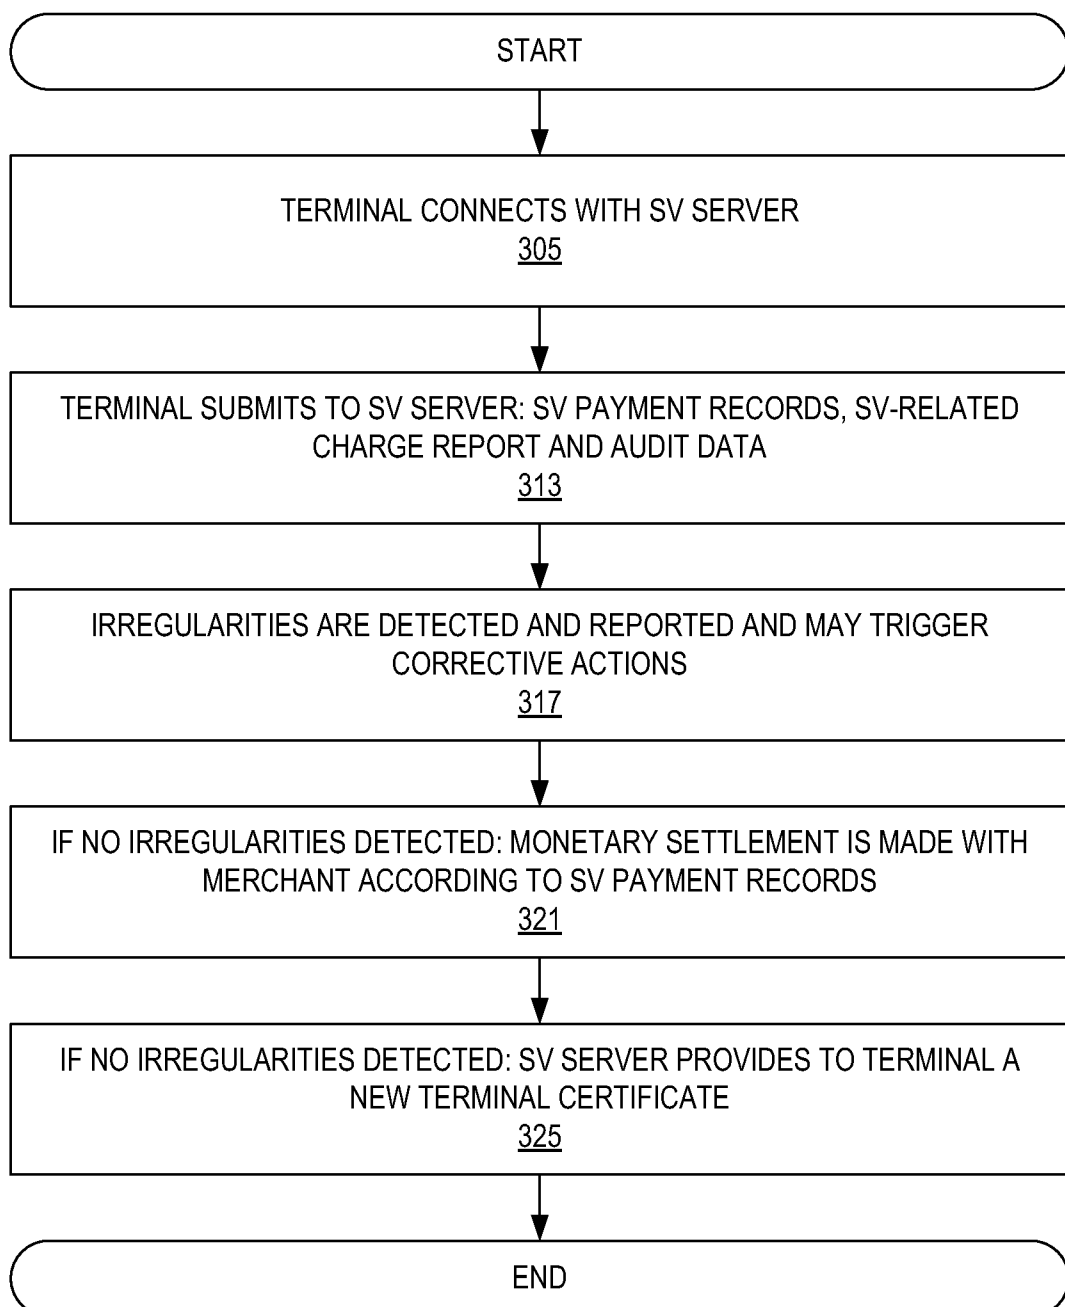 START
TERMINAL CONNECTS WITH SV SERVER
305
TERMINAL SUBMITS TO SV SERVER: SV PAYMENT RECORDS, SV-RELATED
CHARGE REPORT AND AUDIT DATA
313
IRREGULARITIES ARE DETECTED AND REPORTED AND MAY TRIGGER
CORRECTIVE ACTIONS
317
IF NO IRREGULARITIES DETECTED: MONETARY SETTLEMENT IS MADE WITH
MERCHANT ACCORDING TO SV PAYMENT RECORDS
321
IF NO IRREGULARITIES DETECTED: SV SERVER PROVIDES TO TERMINAL A
NEW TERMINAL CERTIFICATE
325
END